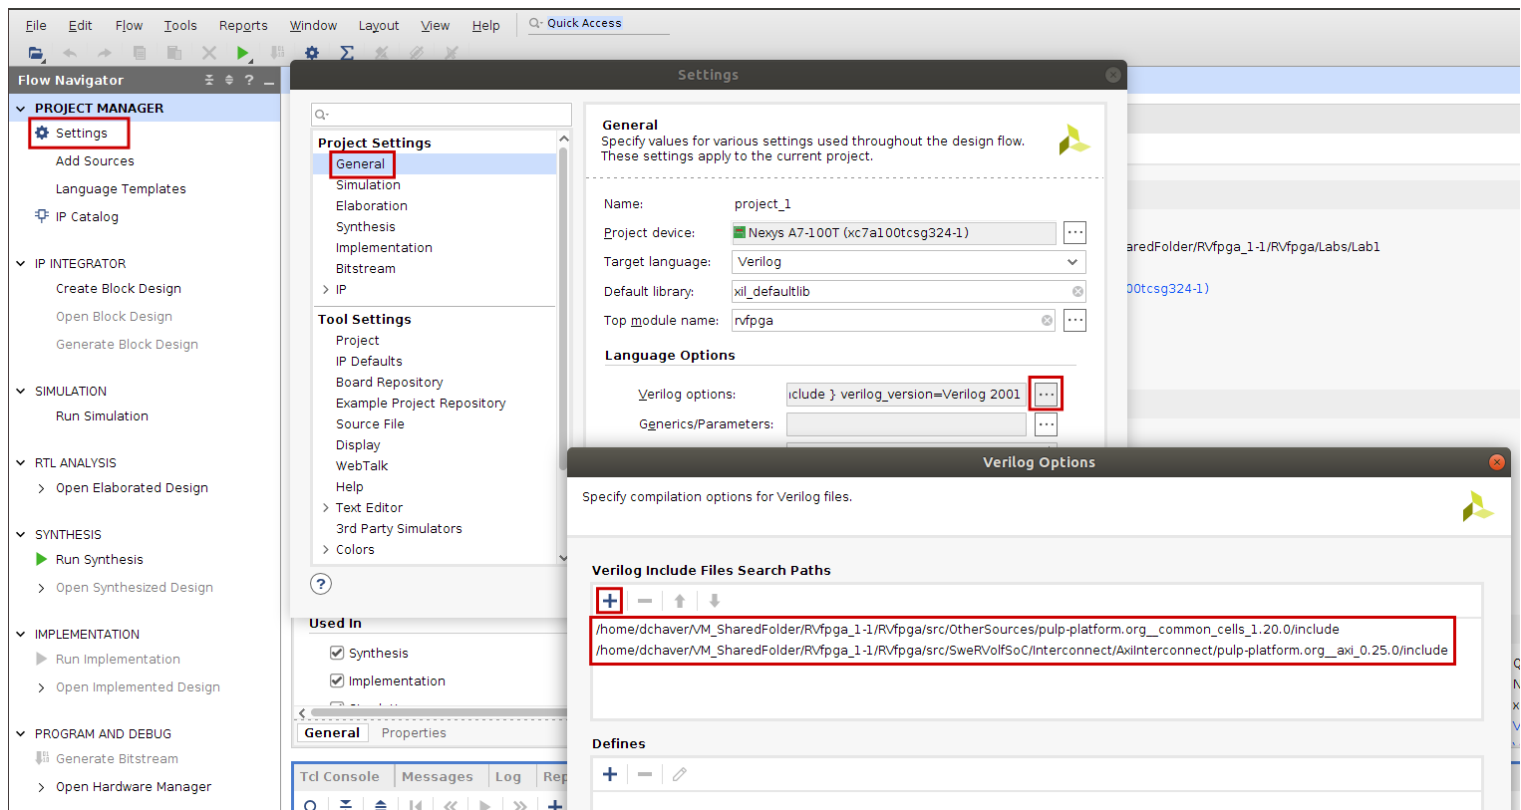 File Edit Flow Tools Reports Window Layout View Help Quick Access
Flow Navigator
PROJECT MANAGER
Settings
Add Sources
Language Templates
IP Catalog
IP INTEGRATOR
Create Block Design
Open Block Design
Generate Block Design
SIMULATION
Run Simulation
RTL ANALYSIS
Open Elaborated Design
SYNTHESIS
Run Synthesis
Open Synthesized Design
IMPLEMENTATION
Run Implementation
Open Implemented Design
PROGRAM AND DEBUG
Generate Bitstream
Open Hardware Manager
Settings
Project Settings
General
Simulation
Elaboration
Synthesis
Implementation
Bitstream
IP
Tool Settings
Project
IP Defaults
Board Repository
Example Project Repository
Source File
Display
WebTalk
Help
Text Editor
3rd Party Simulators
Colors
General
Specify values for various settings used throughout the design flow.
These settings apply to the current project.
Name: project_1
Project device: Nexys A7-100T (xc7a100tcsg324-1)
Target language: Verilog
Default library: xil_defaultlib
Top module name: rvfpga
Language Options
Verilog options: clude } verilog_version=Verilog 2001
Generics/Parameters:
aredFolder/RVfpga_1-1/RVfpga/Labs/Lab1
00tcsg324-1)
Used In
Synthesis
Implementation
General Properties
Tcl Console Messages Log Rep
Verilog Options
Specify compilation options for Verilog files.
Verilog Include Files Search Paths
/home/dchaver/VM_SharedFolder/RVfpga_1-1/RVfpga/src/OtherSources/pulp-platform.org__common_cells_1.20.0/include
/home/dchaver/VM_SharedFolder/RVfpga_1-1/RVfpga/src/SweRVolfSoC/Interconnect/AxiInterconnect/pulp-platform.org__axi_0.25.0/include
Defines